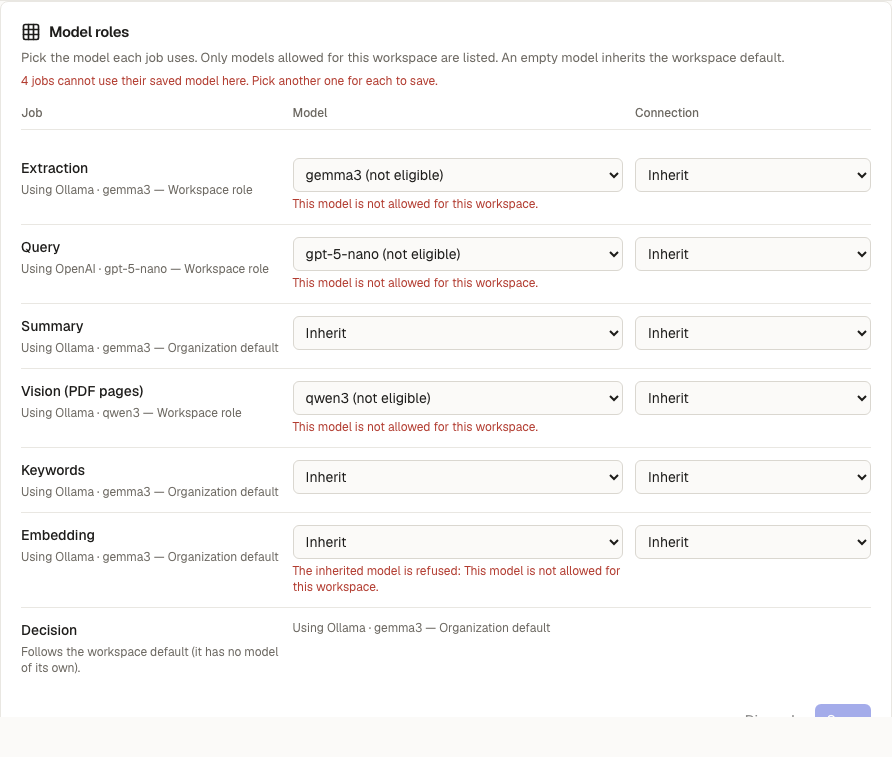 Model roles
Pick the model each job uses. Only models allowed for this workspace are listed. An empty model inherits the workspace default.
4 jobs cannot use their saved model here. Pick another one for each to save.
Job Model Connection
Extraction
Using Ollama · gemma3 — Workspace role
gemma3 (not eligible)
Inherit
This model is not allowed for this workspace.
Query
Using OpenAI · gpt-5-nano — Workspace role
gpt-5-nano (not eligible)
Inherit
This model is not allowed for this workspace.
Summary
Using Ollama · gemma3 — Organization default
Inherit
Inherit
Vision (PDF pages)
Using Ollama · qwen3 — Workspace role
qwen3 (not eligible)
Inherit
This model is not allowed for this workspace.
Keywords
Using Ollama · gemma3 — Organization default
Inherit
Inherit
Embedding
Using Ollama · gemma3 — Organization default
Inherit
Inherit
The inherited model is refused: This model is not allowed for
this workspace.
Decision
Follows the workspace default (it has no model
of its own).
Using Ollama · gemma3 — Organization default